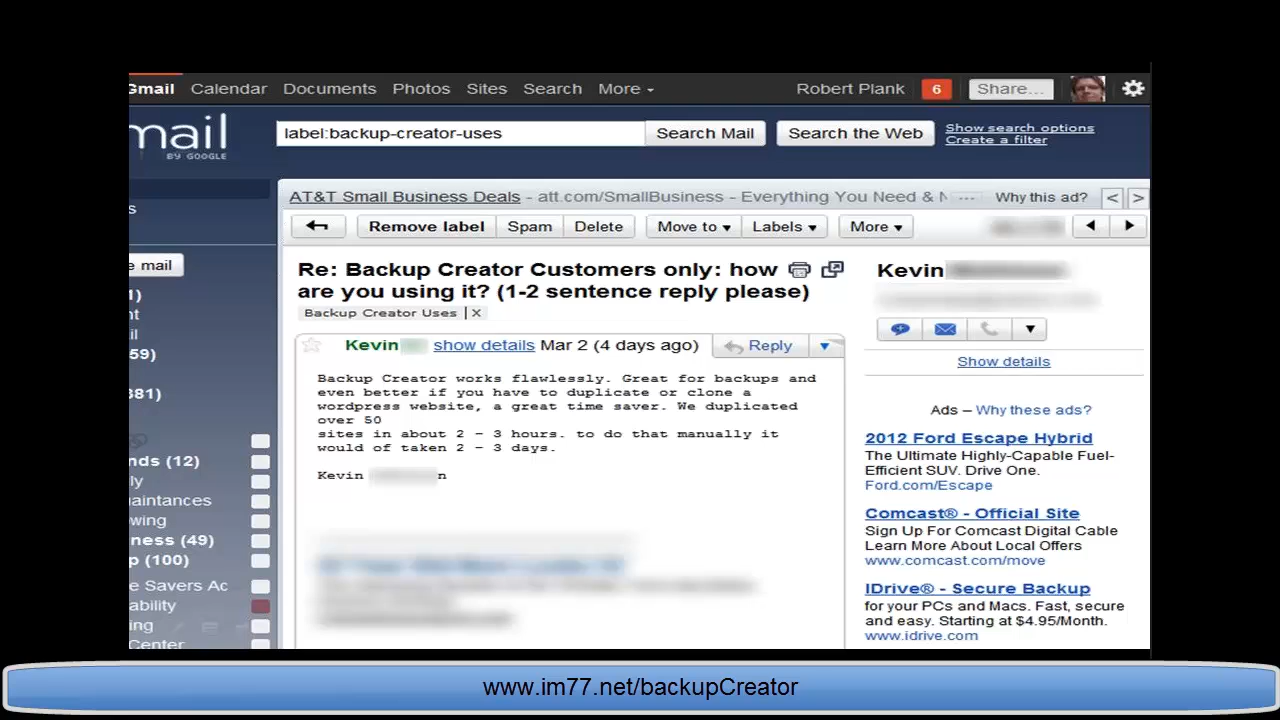 Gmail Calendar Documents Photos Sites Search More Robert Plank 6 Share...
mail
BY GOOGLE
label:backup-creator-uses Search Mail Search the Web Show search options
Create a filter
AT&T Small Business Deals - att.com/SmallBusiness - Everything You Need & N ... Why this ad? < >
Remove label Spam Delete Move to Labels More
Re: Backup Creator Customers only: how
are you using it? (1-2 sentence reply please)
Backup Creator Uses | X
Kevin show details Mar 2 (4 days ago) Reply
Backup Creator works flawlessly. Great for backups and
even better if you have to duplicate or clone a
wordpress website, a great time saver. We duplicated
over 50
sites in about 2 - 3 hours. to do that manually it
would of taken 2 - 3 days.
Kevin n
Kevin
Show details
Ads – Why these ads?
2012 Ford Escape Hybrid
The Ultimate Highly-Capable Fuel-
Efficient SUV. Drive One.
Ford.com/Escape
Comcast® - Official Site
Sign Up For Comcast Digital Cable
Learn More About Local Offers
www.comcast.com/move
IDrive® - Secure Backup
for your PCs and Macs. Fast, secure
and easy. Starting at $4.95/Month.
www.idrive.com
s
e mail
1)
nt
il
59)
381)
nds (12)
ly
aintances
wing
ness (49)
p (100)
e Savers Ac
ability
ing
Center
www.im77.net/backupCreator